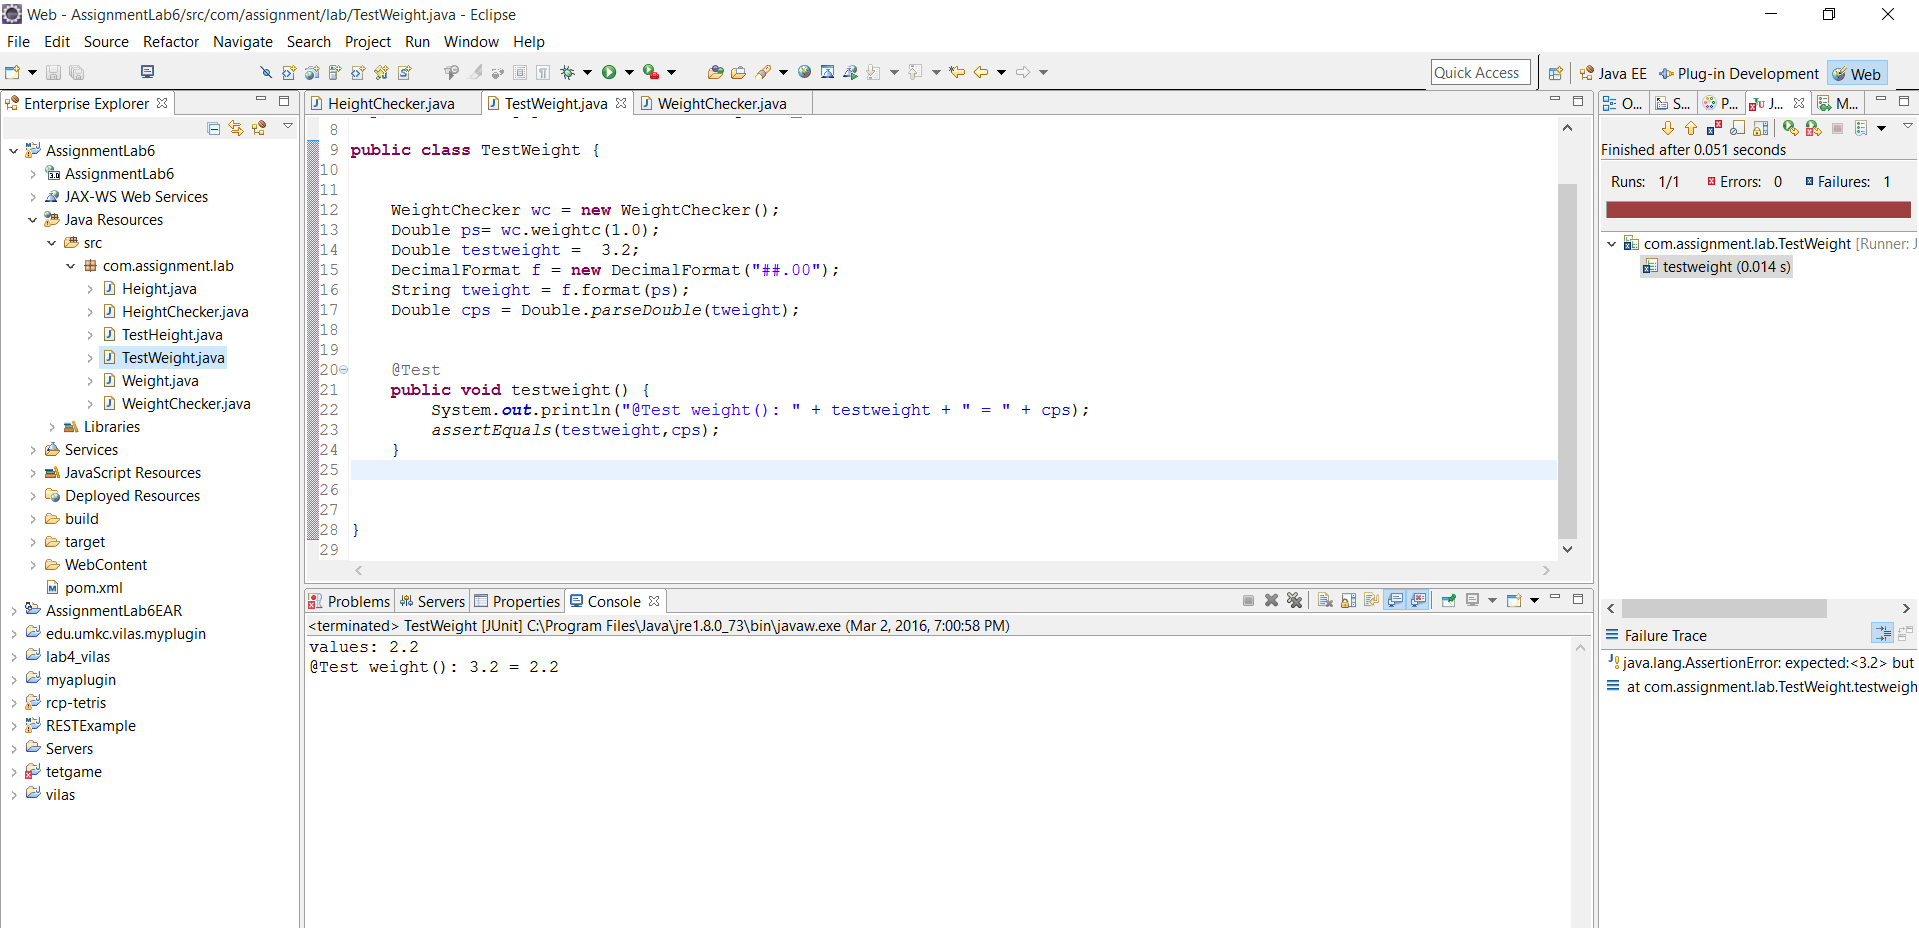 Web - AssignmentLab6/src/com/assignment/lab/TestWeight.java - Eclipse
File Edit Source Refactor Navigate Search Project Run Window Help
Quick Access
Java EE
Plug-in Development
Web
Enterprise Explorer
AssignmentLab6
AssignmentLab6
JAX-WS Web Services
Java Resources
src
com.assignment.lab
Height.java
HeightChecker.java
TestHeight.java
TestWeight.java
Weight.java
WeightChecker.java
Libraries
Services
JavaScript Resources
Deployed Resources
build
target
WebContent
pom.xml
AssignmentLab6EAR
edu.umkc.vilas.myplugin
lab4_vilas
myaplugin
rcp-tetris
RESTExample
Servers
tetgame
vilas
HeightChecker.java TestWeight.java WeightChecker.java
8
9 public class TestWeight {
10
11
12 WeightChecker wc = new WeightChecker();
13 Double ps= wc.weightc(1.0);
14 Double testweight =  3.2;
15 DecimalFormat f = new DecimalFormat("##.00");
16 String tweight = f.format(ps);
17 Double cps = Double.parseDouble(tweight);
18
19
20 @Test
21 public void testweight() {
22 System.out.println("@Test weight(): " + testweight + " = " + cps);
23 assertEquals(testweight,cps);
24 }
25
26
27
28 }
29
Problems Servers Properties Console
<terminated> TestWeight [JUnit] C:\Program Files\Java\jre1.8.0_73\bin\javaw.exe (Mar 2, 2016, 7:00:58 PM)
values: 2.2
@Test weight(): 3.2 = 2.2
O... S... P... J... M...
Finished after 0.051 seconds
Runs: 1/1 Errors: 0 Failures: 1
com.assignment.lab.TestWeight [Runner: J
testweight (0.014 s)
Failure Trace
java.lang.AssertionError: expected:<3.2> but
at com.assignment.lab.TestWeight.testweigh